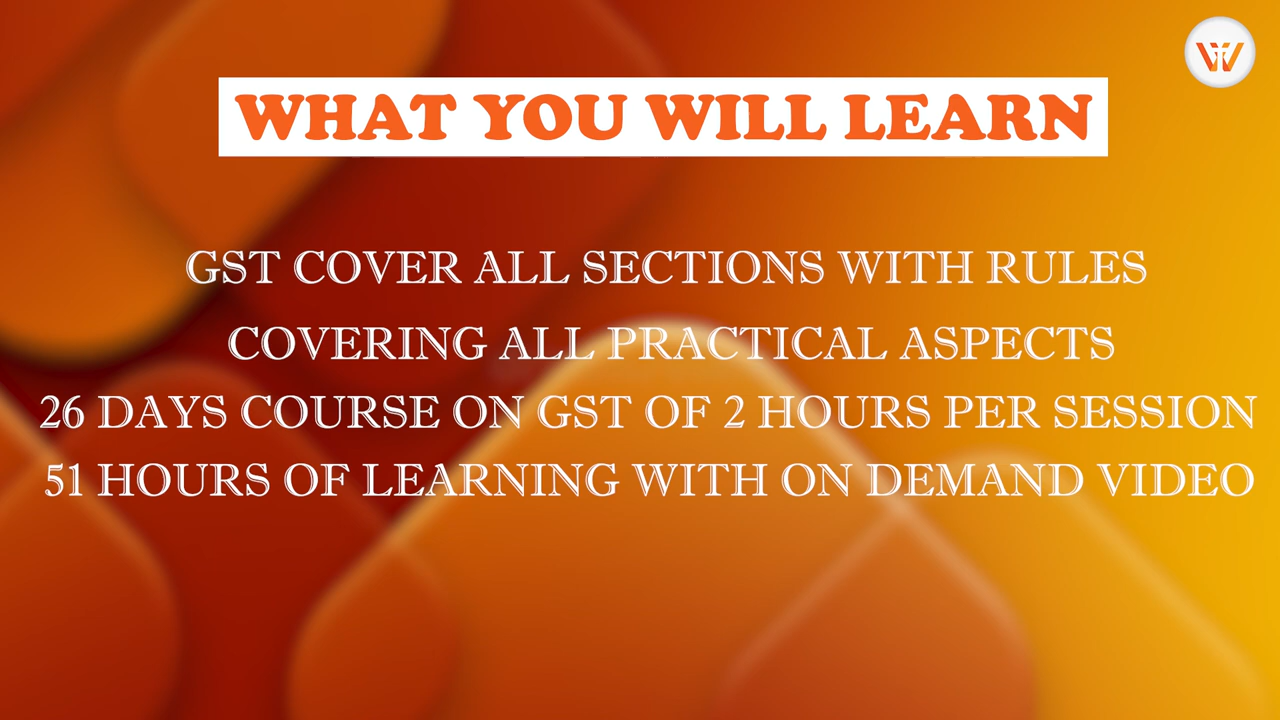 WHAT YOU WILL LEARN
GST COVER ALL SECTIONS WITH RULES
COVERING ALL PRACTICAL ASPECTS
26 DAYS COURSE ON GST OF 2 HOURS PER SESSION
51 HOURS OF LEARNING WITH ON DEMAND VIDEO